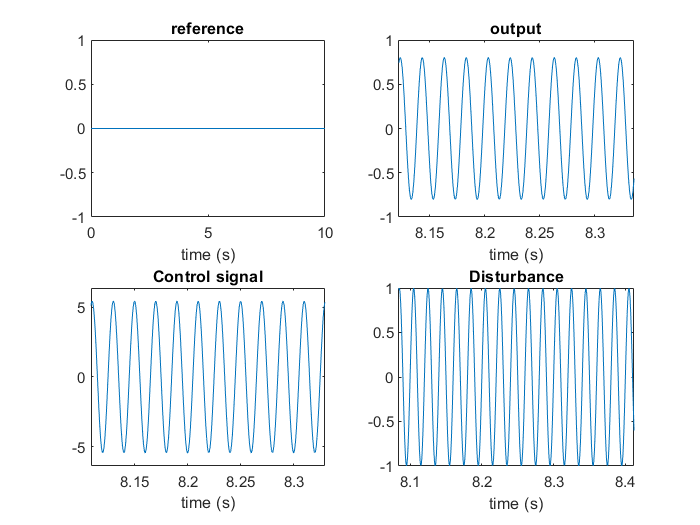 reference
1
0.5
0
-0.5
-1
0 5 10
time (s)
output
1
0.5
0
-0.5
-1
8.15 8.2 8.25 8.3
time (s)
Control signal
5
0
-5
8.15 8.2 8.25 8.3
time (s)
Disturbance
1
0.5
0
-0.5
-1
8.1 8.2 8.3 8.4
time (s)